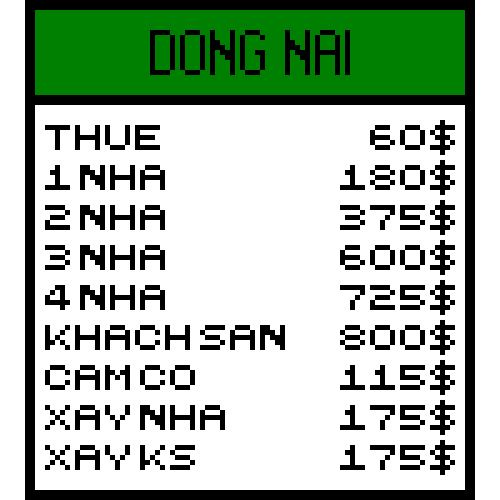 DONG NAI
THUE 60$
1 NHA 180$
2 NHA 375$
3 NHA 600$
4 NHA 725$
KHACH SAN 800$
CAM CO 115$
XAY NHA 175$
XAY KS 175$